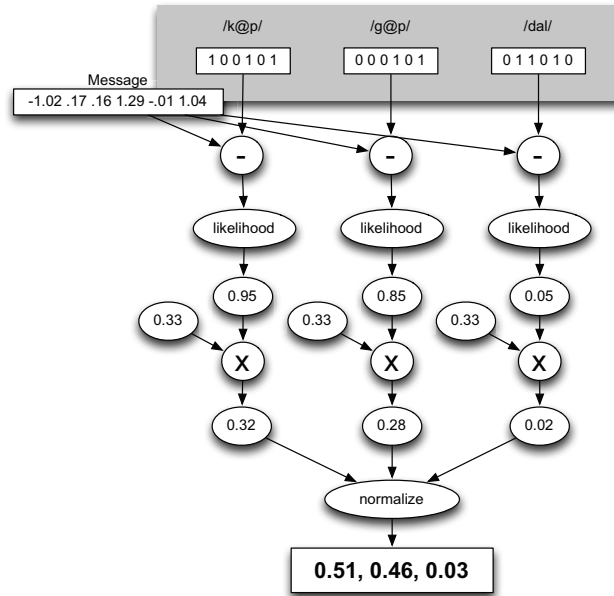 /k@p/ /g@p/ /dal/
1 0 0 1 0 1 0 0 0 1 0 1 0 1 1 0 1 0
Message
-1.02 .17 .16 1.29 -.01 1.04
- - -
likelihood likelihood likelihood
0.95 0.85 0.05
0.33 0.33 0.33
X X X
0.32 0.28 0.02
normalize
0.51, 0.46, 0.03